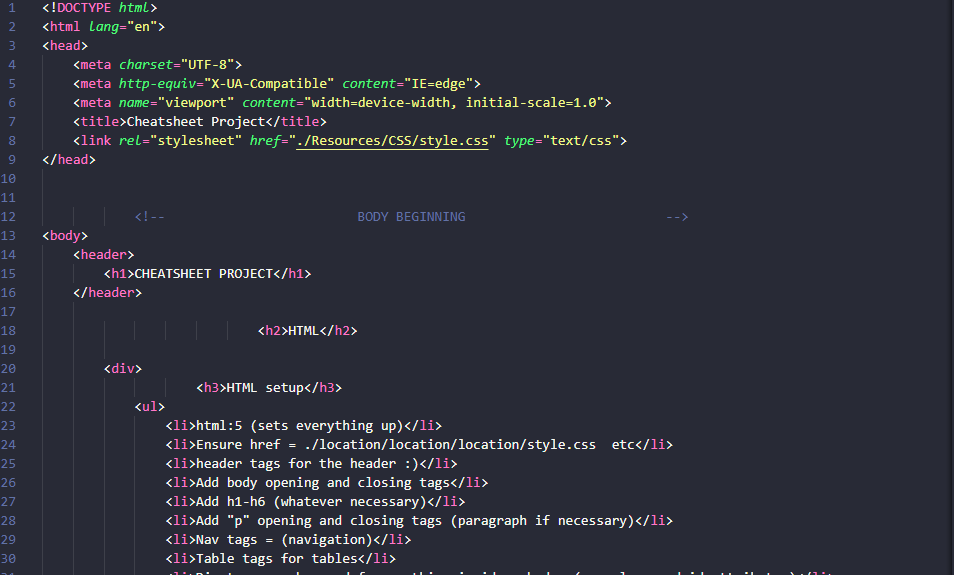 1 <!DOCTYPE html>
2 <html lang="en">
3 <head>
4 <meta charset="UTF-8">
5 <meta http-equiv="X-UA-Compatible" content="IE=edge">
6 <meta name="viewport" content="width=device-width, initial-scale=1.0">
7 <title>Cheatsheet Project</title>
8 <link rel="stylesheet" href="./Resources/CSS/style.css" type="text/css">
9 </head>
10
11
12 <!-- BODY BEGINNING -->
13 <body>
14 <header>
15 <h1>CHEATSHEET PROJECT</h1>
16 </header>
17
18 <h2>HTML</h2>
19
20 <div>
21 <h3>HTML setup</h3>
22 <ul>
23 <li>html:5 (sets everything up)</li>
24 <li>Ensure href = ./location/location/location/style.css  etc</li>
25 <li>header tags for the header :)</li>
26 <li>Add body opening and closing tags</li>
27 <li>Add h1-h6 (whatever necessary)</li>
28 <li>Add "p" opening and closing tags (paragraph if necessary)</li>
29 <li>Nav tags = (navigation)</li>
30 <li>Table tags for tables</li>